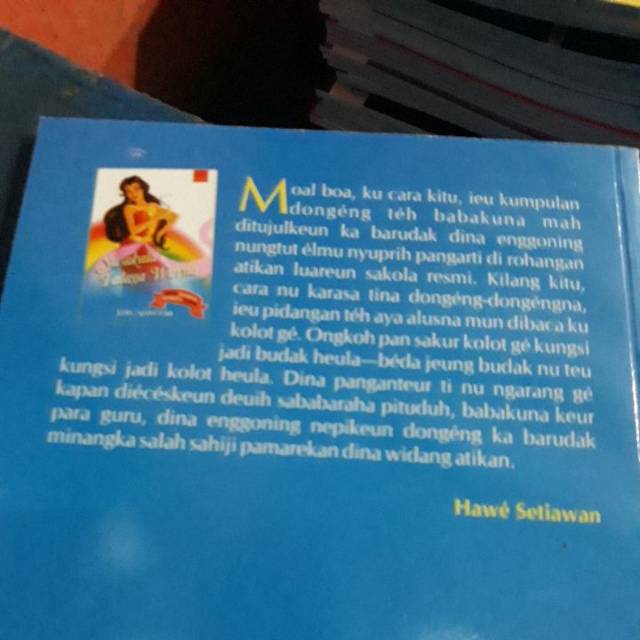 Moal boa, ku cara kitu, ieu kumpulan
dongéng téh babakuna mah
ditujulkeun ka barudak dina enggoning
nungtut élmu nyuprih pangarti di rohangan
atikan luareun sakola resmi. Kilang kitu,
cara nu karasa tina dongéng-dongéngna,
ieu pidangan téh aya alusna mun dibaca ku
kolot gé. Ongkoh pan sakur kolot gé kungsi
jadi budak heula—béda jeung budak nu teu
kungsi jadi kolot heula. Dina panganteur ti nu ngarang gé
kapan diécéskeun deuih sababaraha pituduh, babakuna keur
para guru, dina enggoning nepikeun dongéng ka barudak
minangka salah sahiji pamarekan dina widang atikan.
Hawé Setiawan